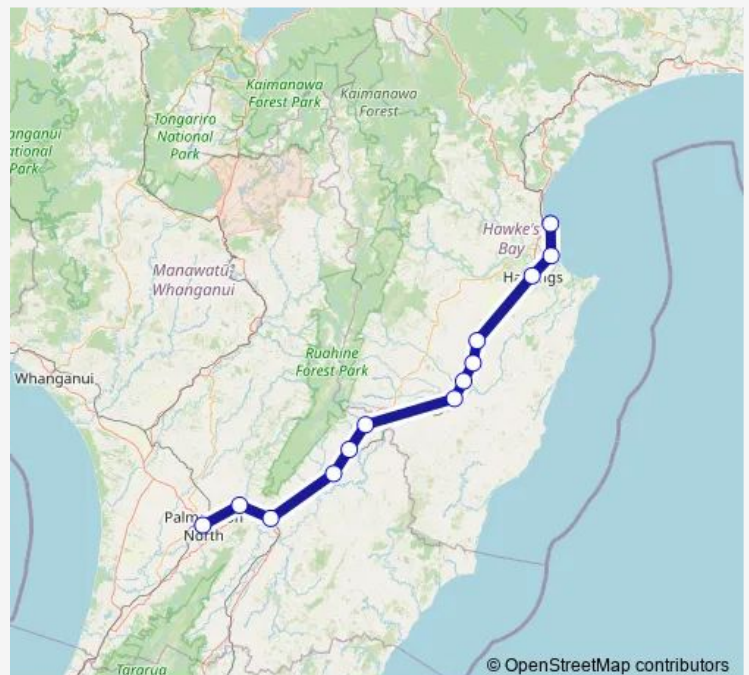 Kaimanawa
Forest Park
Kaimanawa
Forest
Tongariro
National
Park
anganui
ational
Park
Hawke's
Bay
Manawatū
Whanganui
Ruahine
Forest Park
Whanganui
North
Tararua
© OpenStreetMap contributors